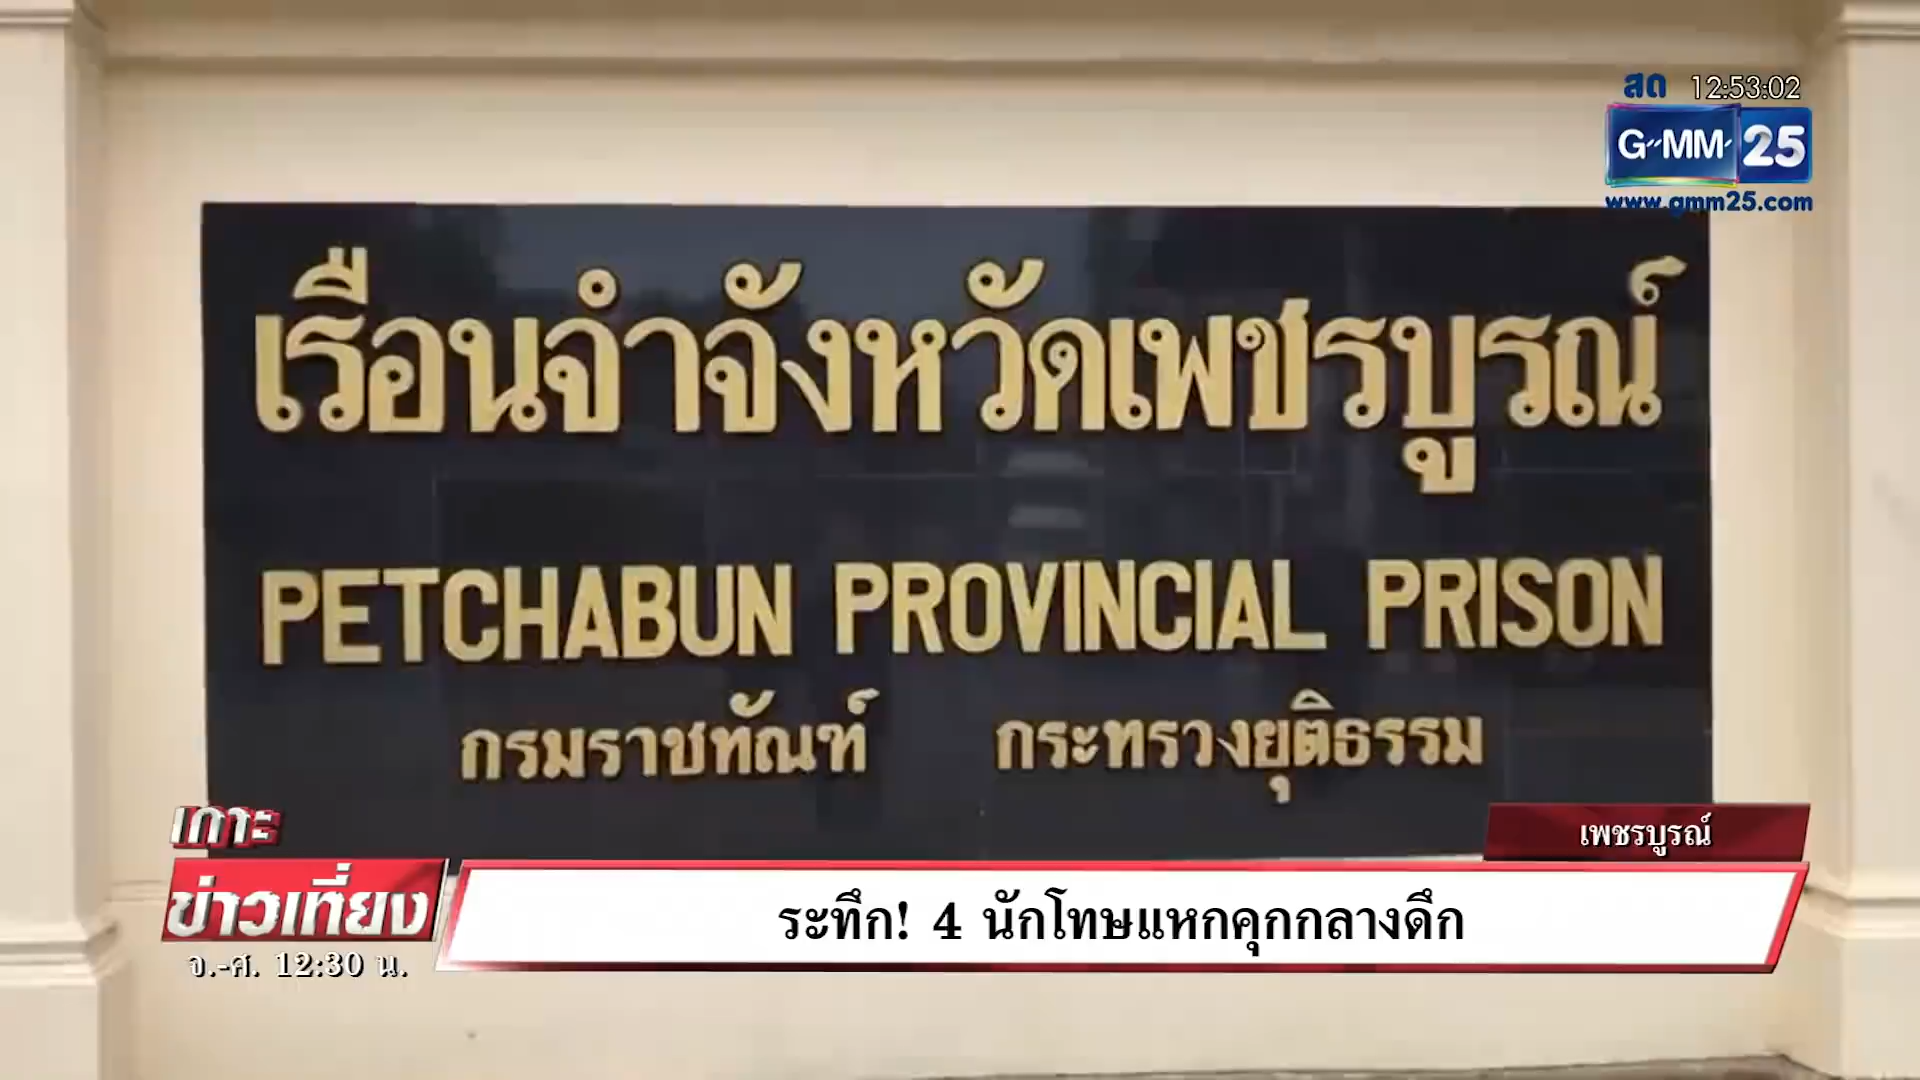 สด 12:53:02
GMM 25
www.gmm25.com
เรือนจำจังหวัดเพชรบูรณ์
PETCHABUN PROVINCIAL PRISON
กรมราชทัณฑ์ กระทรวงยุติธรรม
เพชรบูรณ์
เกาะ
ข่าวเที่ยง
จ.-ศ. 12:30 น.
ระทึก! 4 นักโทษแหกคุกกลางดึก